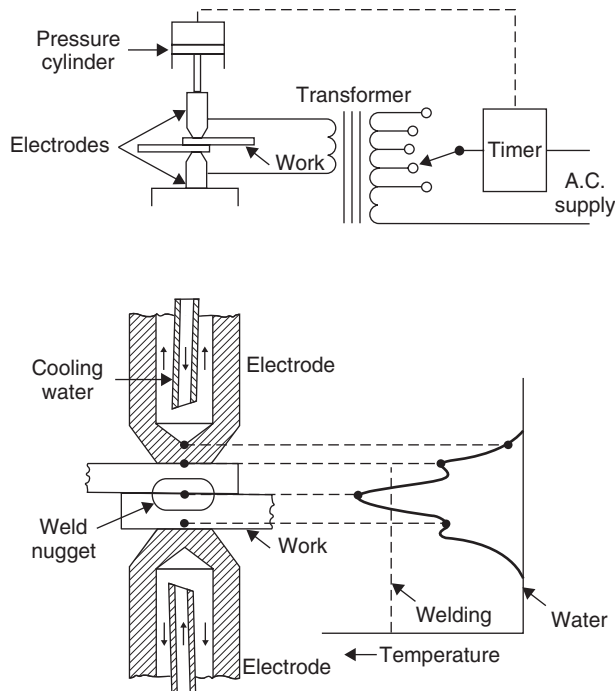 Pressure
cylinder
Transformer
Electrodes
Work
Timer
A.C.
supply
Cooling
water
Electrode
Weld
nugget
Work
Welding
Water
Electrode
Temperature